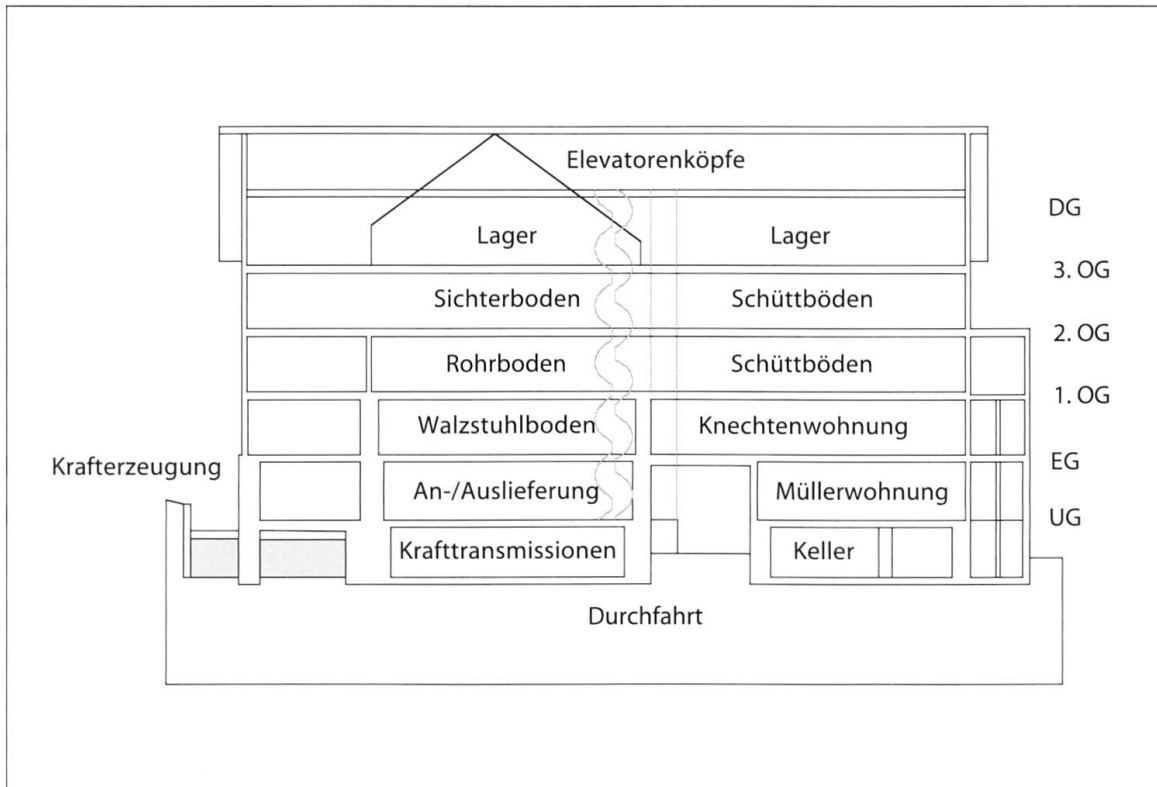 Elevatorenköpfe
DG
Lager Lager
3. OG
Sichterboden Schüttböden
2. OG
Rohrboden Schüttböden
1. OG
Walzstuhlboden Knechtenwohnung
EG
Krafterzeugung
An-/Auslieferung Müllerwohnung
UG
Krafttransmissionen Keller
Durchfahrt